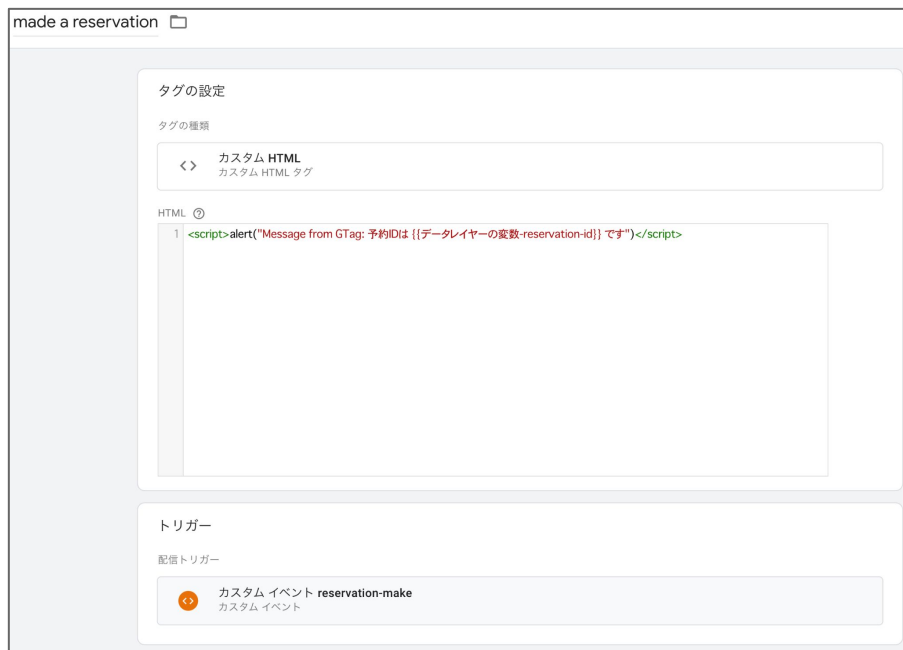 made a reservation
タグの設定
タグの種類
カスタム HTML
カスタム HTML タグ
HTML
1 <script>alert("Message from GTag: 予約IDは {{データレイヤーの変数-reservation-id}} です")</script>
トリガー
配信トリガー
カスタム イベント reservation-make
カスタム イベント